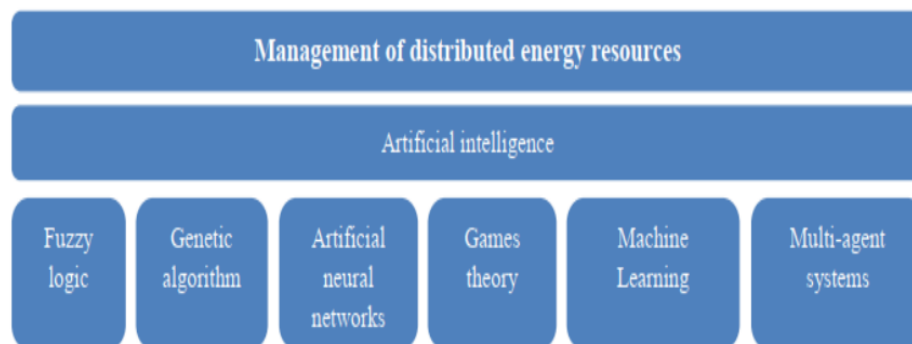 Management of distributed energy resources
Artificial intelligence
Fuzzy
logic
Genetic
algorithm
Artificial
neural
networks
Games
theory
Machine
Learning
Multi-agent
systems